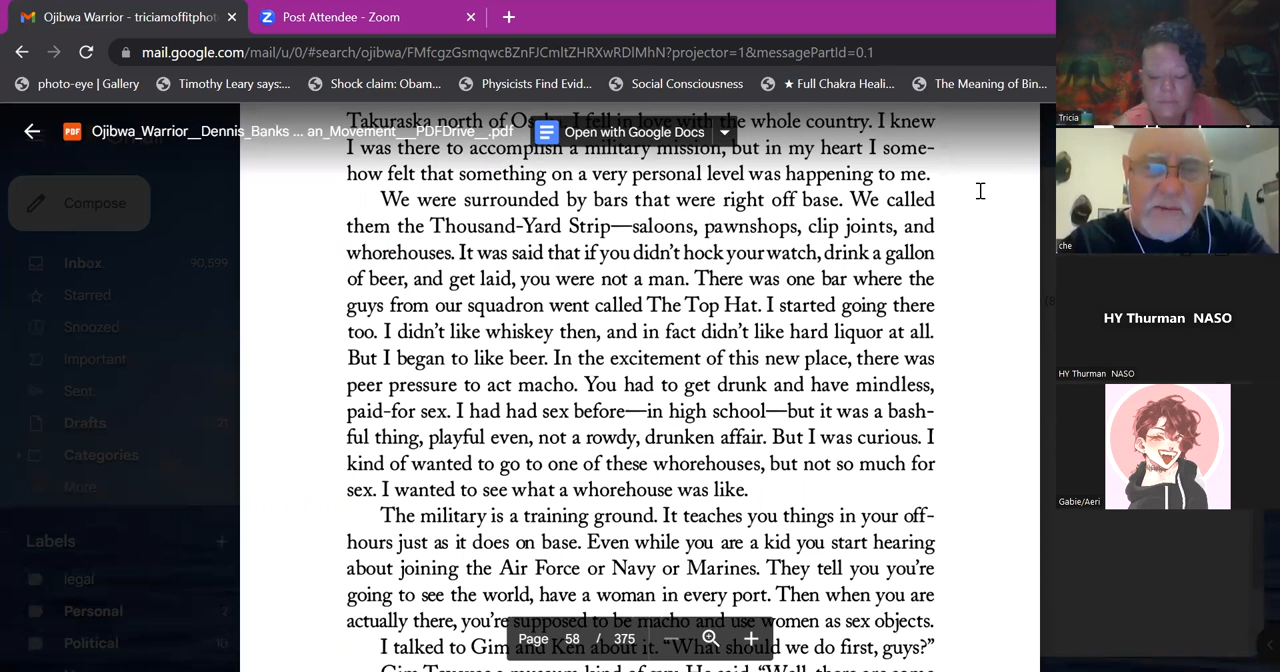 Ojibwa Warrior - triciamoffitphot
Post Attendee - Zoom
mail.google.com/mail/u/0/#search/ojibwa/FMfcgzGsmqwcBZnFJCmltZHRXwRDlMhN?projector=1&messagePartId=0.1
photo-eye | Gallery
Timothy Leary says:...
Shock claim: Obam...
Physicists Find Evid...
Social Consciousness
★ Full Chakra Heali...
The Meaning of Bin...
PDF
Ojibwa_Warrior__Dennis_Banks ... an_Movement__PDFDrive__.pdf
Open with Google Docs
Compose
Inbox 90,599
Starred
Snoozed
Important
Sent
Drafts 21
Categories
More
Labels
legal
Personal 2
Political 10
Takuraska north of I fell in love with the whole country. I knew
I was there to accomplish a military mission, but in my heart I some-
how felt that something on a very personal level was happening to me.
We were surrounded by bars that were right off base. We called
them the Thousand-Yard Strip—saloons, pawnshops, clip joints, and
whorehouses. It was said that if you didn't hock your watch, drink a gallon
of beer, and get laid, you were not a man. There was one bar where the
guys from our squadron went called The Top Hat. I started going there
too. I didn't like whiskey then, and in fact didn't like hard liquor at all.
But I began to like beer. In the excitement of this new place, there was
peer pressure to act macho. You had to get drunk and have mindless,
paid-for sex. I had had sex before—in high school—but it was a bash-
ful thing, playful even, not a rowdy, drunken affair. But I was curious. I
kind of wanted to go to one of these whorehouses, but not so much for
sex. I wanted to see what a whorehouse was like.
The military is a training ground. It teaches you things in your off-
hours just as it does on base. Even while you are a kid you start hearing
about joining the Air Force or Navy or Marines. They tell you you're
going to see the world, have a woman in every port. Then when you are
actually there, you're supposed to be macho and use women as sex objects.
I talked to Gim and Ken about it. "What should we do first, guys?"
Page 58 / 375
Tricia
che
HY Thurman NASO
HY Thurman NASO
Gabie/Aeri